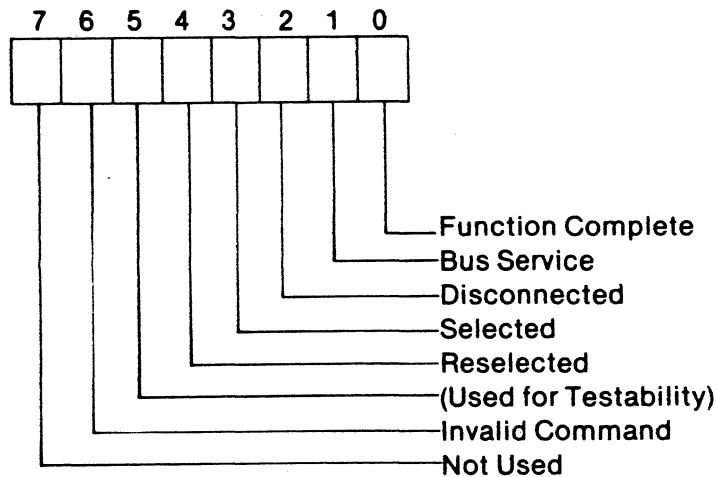 7 6 5 4 3 2 1 0
Function Complete
Bus Service
Disconnected
Selected
Reselected
(Used for Testability)
Invalid Command
Not Used